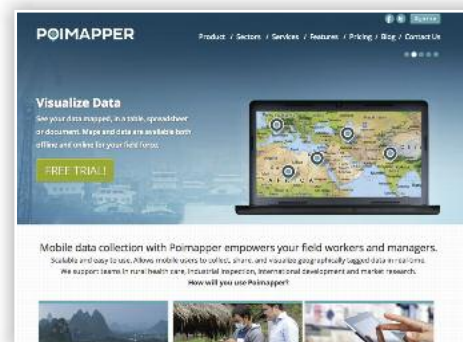 POIMAPPER
Product / Sectors / Services / Features / Pricing / Blog / Contact Us
Visualize Data
See your data mapped, in a table, spreadsheet
or document. Maps and data are available both
offline and online for your field force.
FREE TRIAL!
Mobile data collection with Poimapper empowers your field workers and managers.
Scalable and easy to use. Allows mobile users to collect, share, and visualize geographically tagged data in real-time.
We support teams in rural health care, industrial inspection, international development and market research.
How will you use Poimapper?